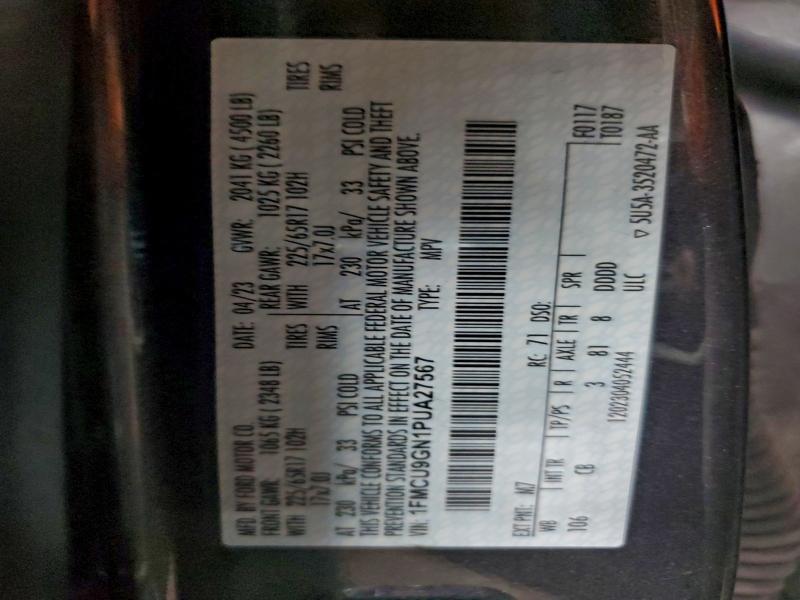 MFD. BY FORD MOTOR CO. DATE: 04/23 GVWR: 2041 KG ( 4500 LB)
FRONT GAWR: 1065 KG ( 2348 LB) REAR GAWR: 1025 KG ( 2260 LB)
WITH 225/65R17 102H TIRES WITH 225/65R17 102H TIRES
17x7.0J RIMS 17x7.0J RIMS
AT 230 kPa/ 33 PSI COLD AT 230 kPa/ 33 PSI COLD
THIS VEHICLE CONFORMS TO ALL APPLICABLE FEDERAL MOTOR VEHICLE SAFETY AND THEFT
PREVENTION STANDARDS IN EFFECT ON THE DATE OF MANUFACTURE SHOWN ABOVE.
VIN: 1FMCU9GN1PUA27567 TYPE: MPV
EXT PNT: M7 RC: 71 DSO: F0117
WB INT TR TP/PS R AXLE TR SPR T0187
106 CB 3 81 8 DDDD
1202304052444 ULC ▽ SU5A-3520472-AA